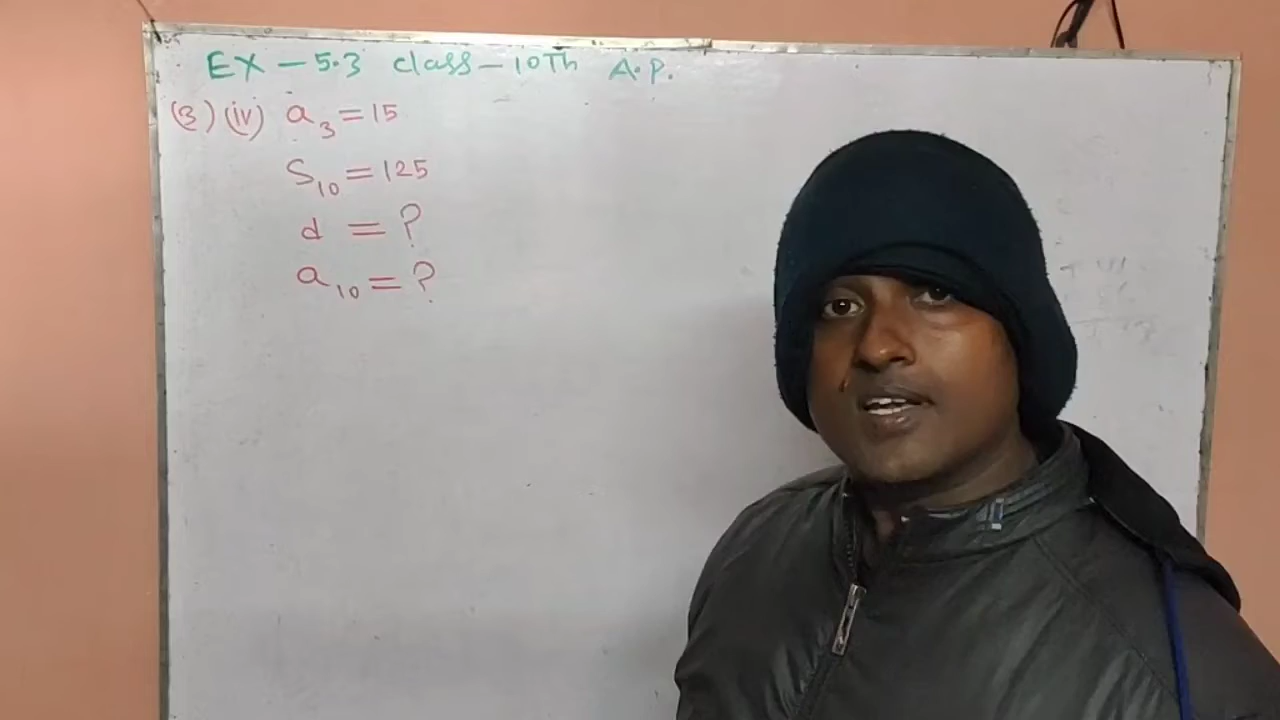 EX - 5.3 class - 10Th A.P.
(3) (iv) a₃ = 15
S₁₀ = 125
d = ?
a₁₀ = ?